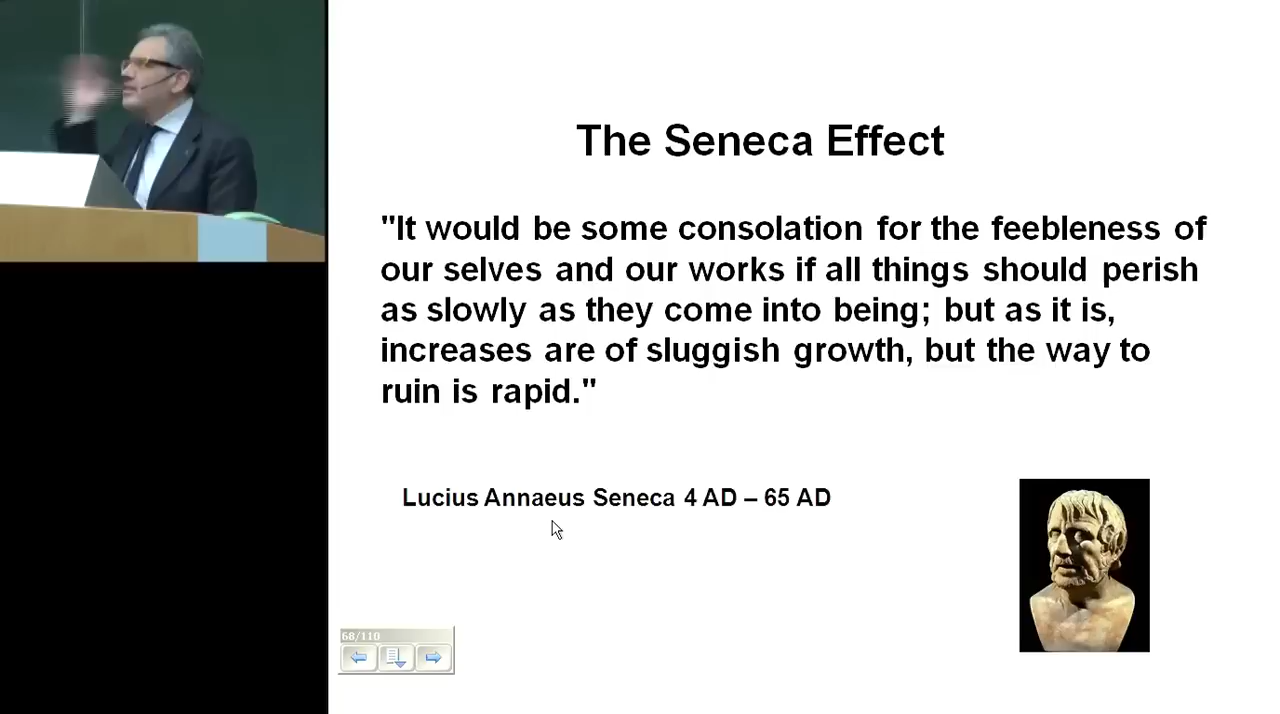 The Seneca Effect
"It would be some consolation for the feebleness of
our selves and our works if all things should perish
as slowly as they come into being; but as it is,
increases are of sluggish growth, but the way to
ruin is rapid."
Lucius Annaeus Seneca 4 AD – 65 AD
68/110